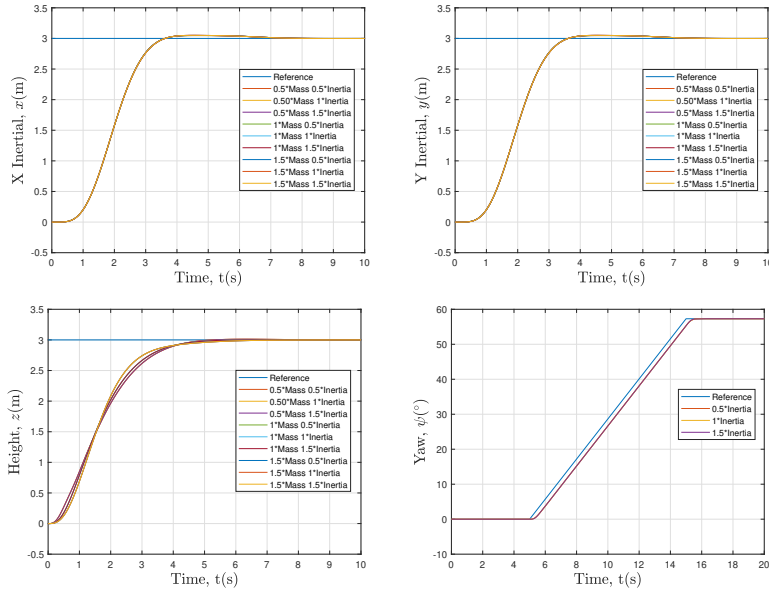 3.5
3
2.5
2
1.5
1
0.5
0
-0.5
X Inertial, x(m)
Reference
0.5*Mass 0.5*Inertia
0.50*Mass 1*Inertia
0.5*Mass 1.5*Inertia
1*Mass 0.5*Inertia
1*Mass 1*Inertia
1*Mass 1.5*Inertia
1.5*Mass 0.5*Inertia
1.5*Mass 1*Inertia
1.5*Mass 1.5*Inertia
0 1 2 3 4 5 6 7 8 9 10
Time, t(s)
3.5
3
2.5
2
1.5
1
0.5
0
-0.5
Y Inertial, y(m)
Reference
0.5*Mass 0.5*Inertia
0.50*Mass 1*Inertia
0.5*Mass 1.5*Inertia
1*Mass 0.5*Inertia
1*Mass 1*Inertia
1*Mass 1.5*Inertia
1.5*Mass 0.5*Inertia
1.5*Mass 1*Inertia
1.5*Mass 1.5*Inertia
0 1 2 3 4 5 6 7 8 9 10
Time, t(s)
3.5
3
2.5
2
1.5
1
0.5
0
-0.5
Height, z(m)
Reference
0.5*Mass 0.5*Inertia
0.50*Mass 1*Inertia
0.5*Mass 1.5*Inertia
1*Mass 0.5*Inertia
1*Mass 1*Inertia
1*Mass 1.5*Inertia
1.5*Mass 0.5*Inertia
1.5*Mass 1*Inertia
1.5*Mass 1.5*Inertia
0 1 2 3 4 5 6 7 8 9 10
Time, t(s)
60
50
40
30
20
10
0
-10
Yaw, ψ(°)
Reference
0.5*Inertia
1*Inertia
1.5*Inertia
0 2 4 6 8 10 12 14 16 18 20
Time, t(s)